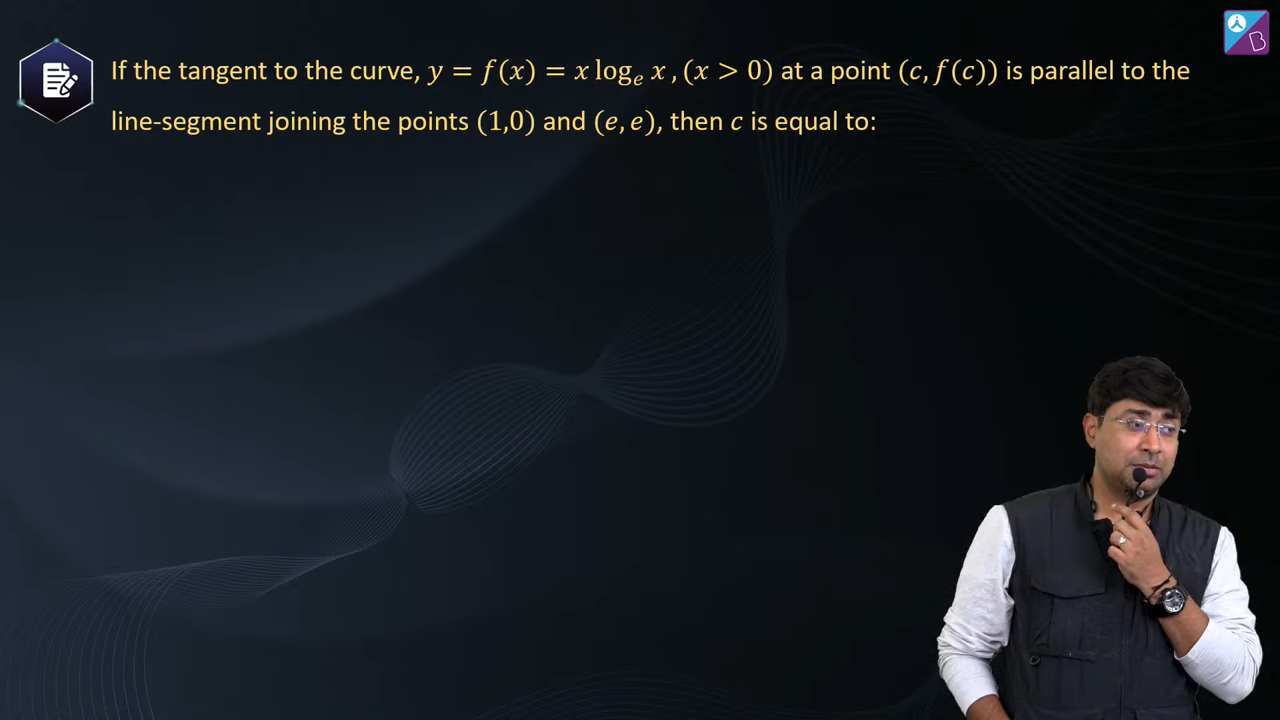 If the tangent to the curve, y = f(x) = x logₑ x , (x > 0) at a point (c, f(c)) is parallel to the
line-segment joining the points (1,0) and (e, e), then c is equal to:
B